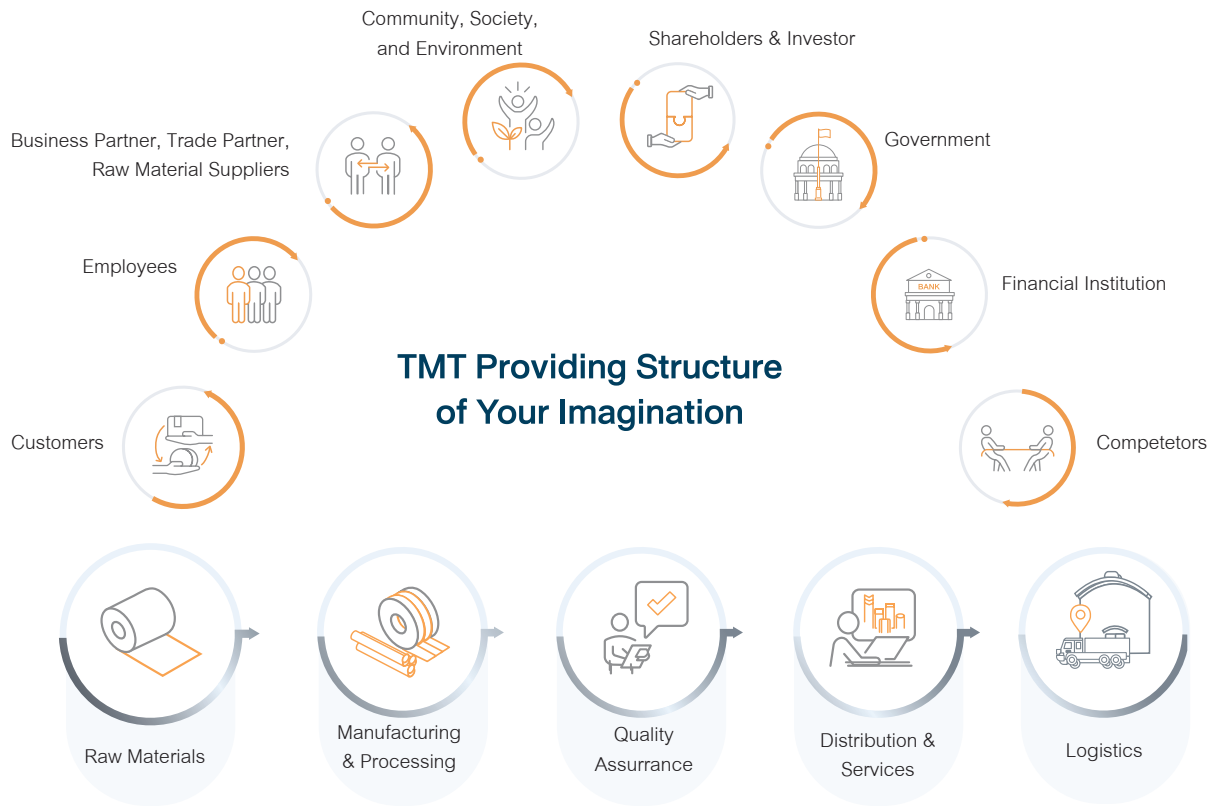 Community, Society,
and Environment
Shareholders & Investor
Business Partner, Trade Partner,
Raw Material Suppliers
Government
Employees
BANK
Financial Institution
TMT Providing Structure
of Your Imagination
Customers
Competetors
Raw Materials
Manufacturing
& Processing
Quality
Assurrance
Distribution &
Services
Logistics